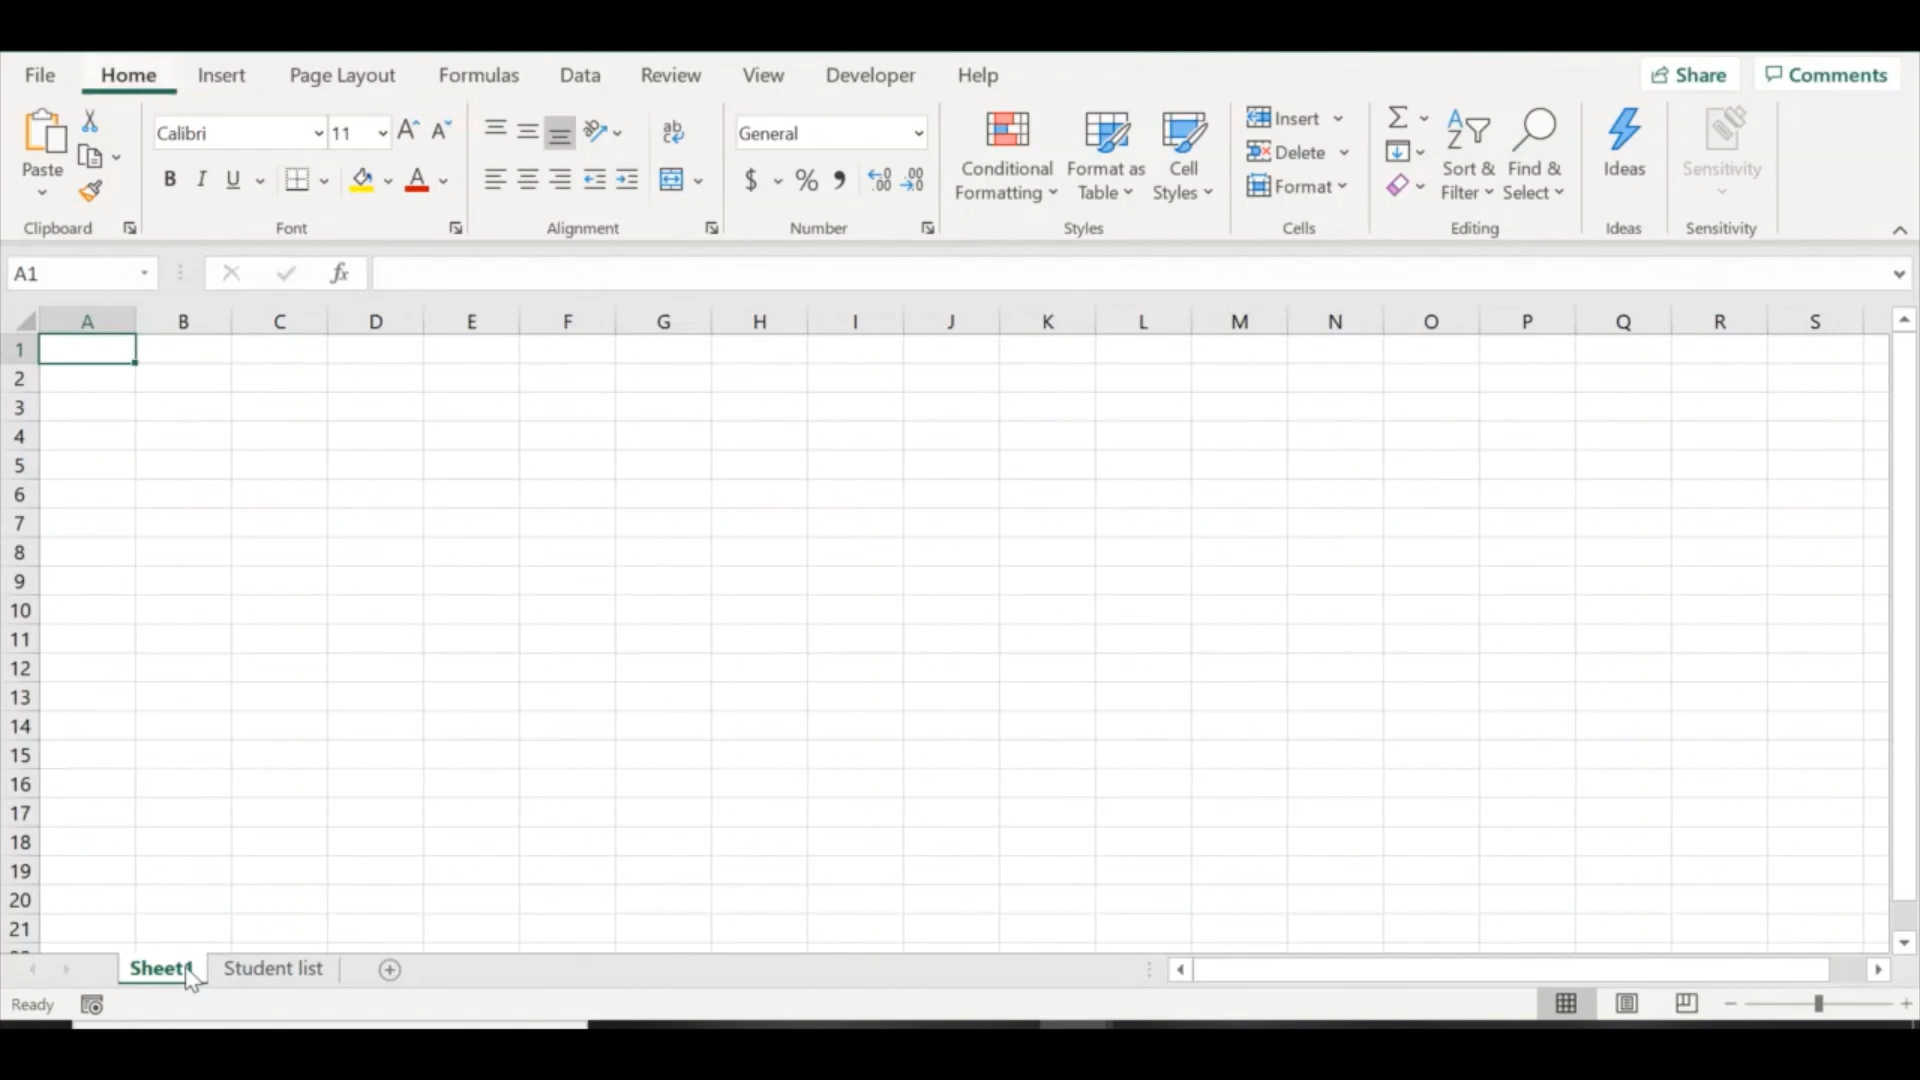 File Home Insert Page Layout Formulas Data Review View Developer Help Share Comments
Calibri 11 General
Insert
Delete
Format
Paste
Conditional Formatting
Format as Table
Cell Styles
Sort & Filter
Find & Select
Ideas
Sensitivity
B I U $ % 9
Clipboard Font Alignment Number Styles Cells Editing Ideas Sensitivity
A1 fx
A B C D E F G H I J K L M N O P Q R S
1
2
3
4
5
6
7
8
9
10
11
12
13
14
15
16
17
18
19
20
21
Sheet1 Student list
Ready